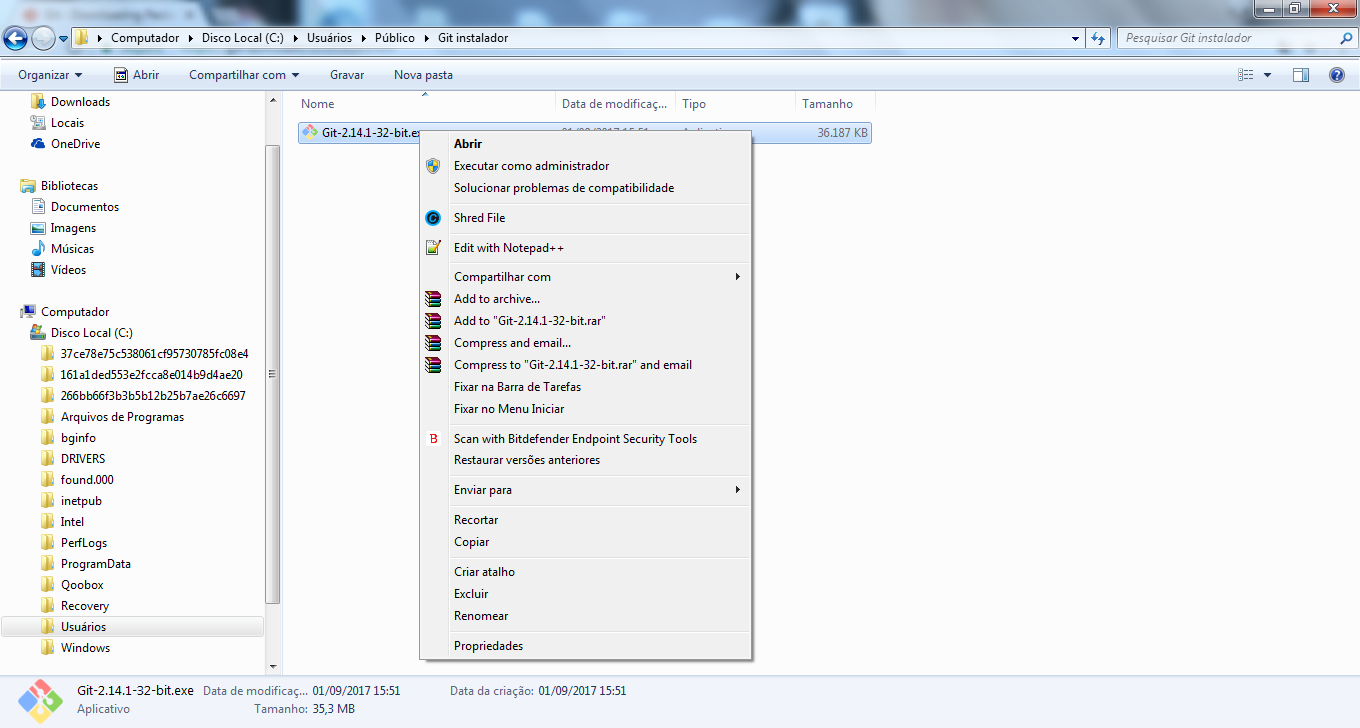 Computador Disco Local (C:) Usuários Público Git instalador
Pesquisar Git instalador
Organizar Abrir Compartilhar com Gravar Nova pasta
Downloads
Locais
OneDrive
Bibliotecas
Documentos
Imagens
Músicas
Vídeos
Computador
Disco Local (C:)
37ce78e75c538061cf95730785fc08e4
161a1ded553e2fcca8e014b9d4ae20
266bb66f3b3b5b12b25b7ae26c6697
Arquivos de Programas
bginfo
DRIVERS
found.000
inetpub
Intel
PerfLogs
ProgramData
Qoobox
Recovery
Usuários
Windows
Nome Data de modificaç... Tipo Tamanho
Git-2.14.1-32-bit.exe 01/09/2017 15:51 Aplicativo 36.187 KB
Abrir
Executar como administrador
Solucionar problemas de compatibilidade
Shred File
Edit with Notepad++
Compartilhar com
Add to archive...
Add to "Git-2.14.1-32-bit.rar"
Compress and email...
Compress to "Git-2.14.1-32-bit.rar" and email
Fixar na Barra de Tarefas
Fixar no Menu Iniciar
Scan with Bitdefender Endpoint Security Tools
Restaurar versões anteriores
Enviar para
Recortar
Copiar
Criar atalho
Excluir
Renomear
Propriedades
Git-2.14.1-32-bit.exe Data de modificaç... 01/09/2017 15:51 Data da criação: 01/09/2017 15:51
Aplicativo Tamanho: 35,3 MB